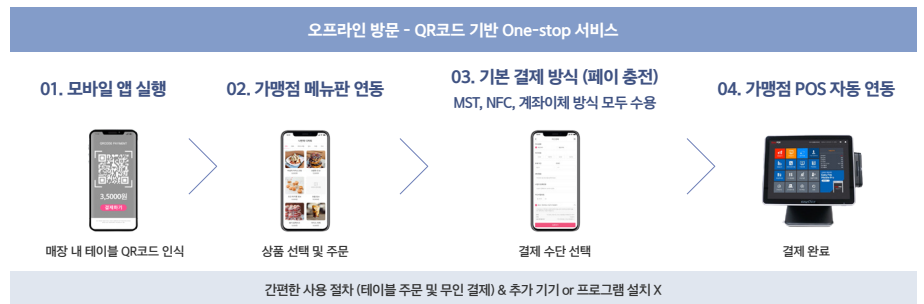 오프라인 방문 - QR코드 기반 One-stop 서비스
01. 모바일 앱 실행
02. 가맹점 메뉴판 연동
03. 기본 결제 방식 (페이 충전)
MST, NFC, 계좌이체 방식 모두 수용
04. 가맹점 POS 자동 연동
3,5000원
결제하기
매장 내 테이블 QR코드 인식
상품 선택 및 주문
결제 수단 선택
결제 완료
간편한 사용 절차 (테이블 주문 및 무인 결제) & 추가 기기 or 프로그램 설치 X